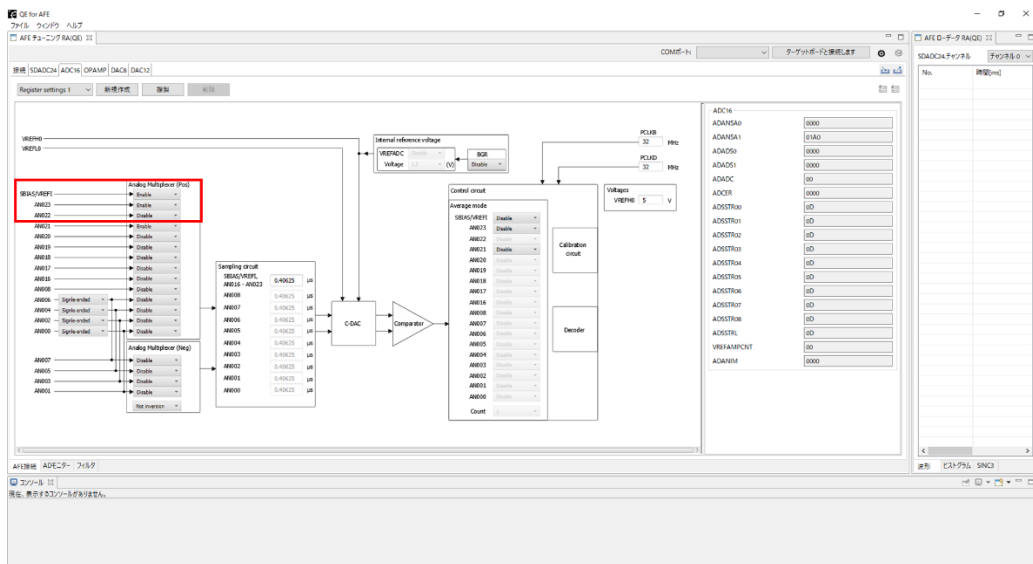 QE for AFE
ファイル ウィンドウ ヘルプ
AFE チューニング RA(QE)
COMポート:
ターゲットボードと接続します
接続 SDADC24 ADC16 OPAMP DAC8 DAC12
Register settings 1 新規作成 複製 削除
VREFH0
VREFL0
Internal reference voltage
VREFADC Disable
Voltage (V)
BGR
Disable
PCLKB
32 MHz
PCLKD
32 MHz
Analog Multiplexer (Pos)
SBIAS/VREFI Enable
AN023 Enable
AN022 Disable
AN021 Enable
AN020 Disable
AN019 Disable
AN018 Disable
AN017 Disable
AN016 Disable
AN008 Disable
AN006 Single-ended Disable
AN004 Single-ended Disable
AN002 Single-ended Disable
AN000 Single-ended Disable
Analog Multiplexer (Neg)
AN007 Disable
AN005 Disable
AN003 Disable
AN001 Disable
Not inversion
Sampling circuit
SBIAS/VREFI,
AN016 - AN023 0.40625 μs
AN008 0.40625 μs
AN007 0.40625 μs
AN006 0.40625 μs
AN005 0.40625 μs
AN004 0.40625 μs
AN003 0.40625 μs
AN002 0.40625 μs
AN001 0.40625 μs
AN000 0.40625 μs
C-DAC
Comparator
Control circuit
Average mode
SBIAS/VREFI Disable
AN023 Disable
AN022 Disable
AN021 Disable
AN020 Disable
AN019 Disable
AN018 Disable
AN017 Disable
AN016 Disable
AN008 Disable
AN007 Disable
AN006 Disable
AN005 Disable
AN004 Disable
AN003 Disable
AN002 Disable
AN001 Disable
AN000 Disable
Count
Calibration
circuit
Decoder
Voltages
VREFH0 5 V
ADC16
ADANSA0 0000
ADANSA1 01A0
ADADS0 0000
ADADS1 0000
ADADC 00
ADCER 0000
ADSSTR00 0D
ADSSTR01 0D
ADSSTR02 0D
ADSSTR03 0D
ADSSTR04 0D
ADSSTR05 0D
ADSSTR06 0D
ADSSTR07 0D
ADSSTR08 0D
ADSSTRL 0D
VREFAMPCNT 00
ADANIM 0000
AFE接続 ADモニター フィルタ
AFE ローデータ RA(QE)
SDADC24.チャンネル チャンネル 0
No. 時間[ms]
波形 ヒストグラム SINC3
コンソール
現在、表示するコンソールがありません。